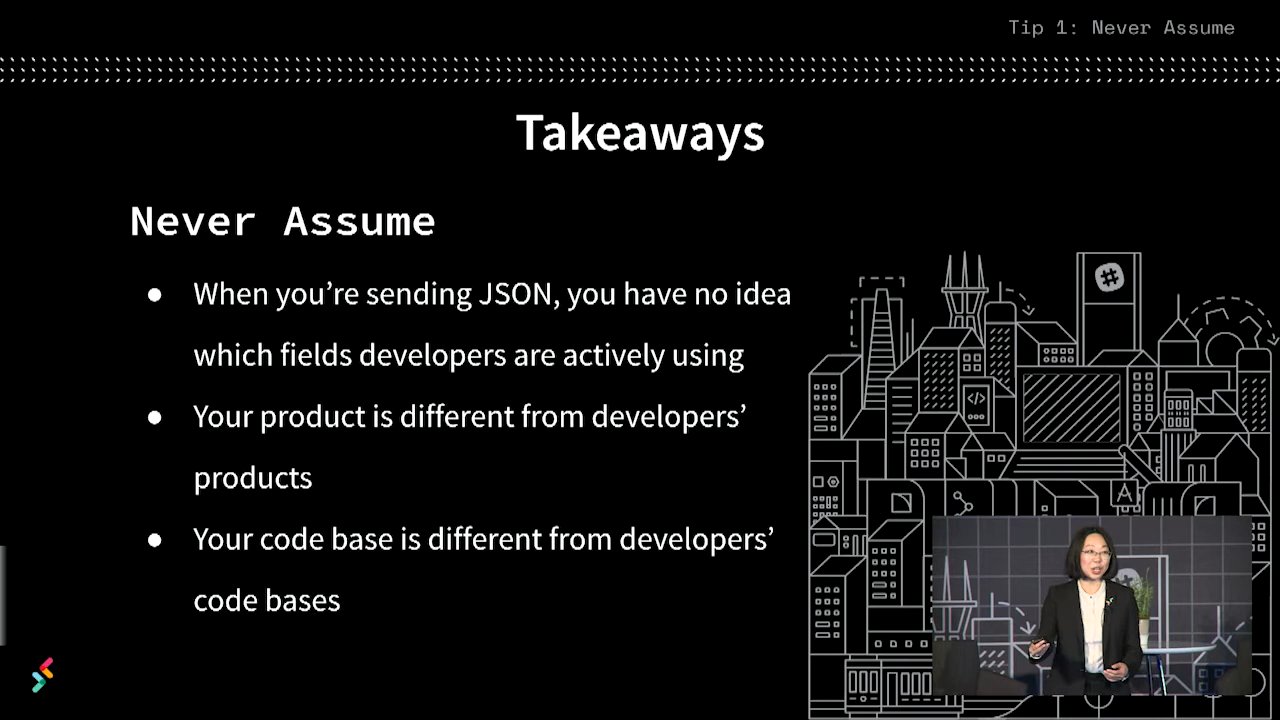 Tip 1: Never Assume
Takeaways
Never Assume
● When you’re sending JSON, you have no idea
which fields developers are actively using
● Your product is different from developers’
products
● Your code base is different from developers’
code bases
#
</>
A